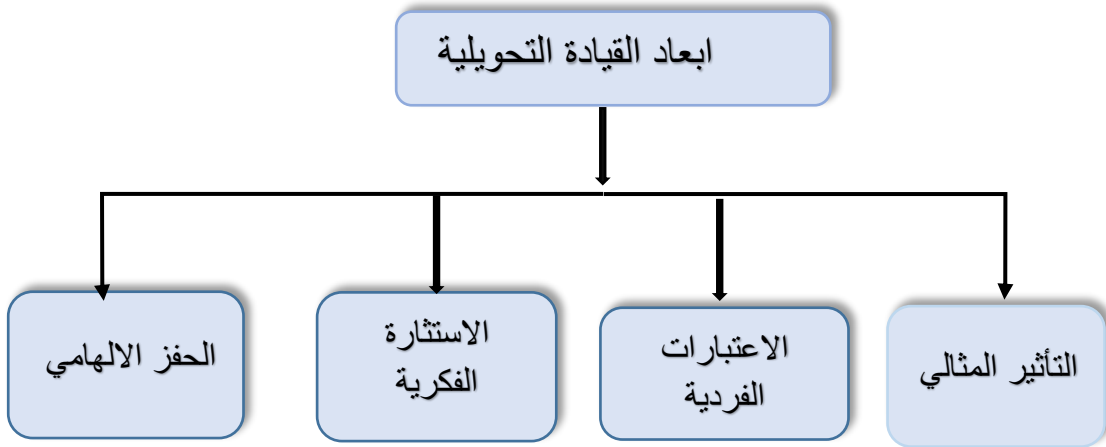 ابعاد القيادة التحويلية
التأثير المثالي
الاعتبارات
الفردية
الاستثارة
الفكرية
الحفز الالهامي